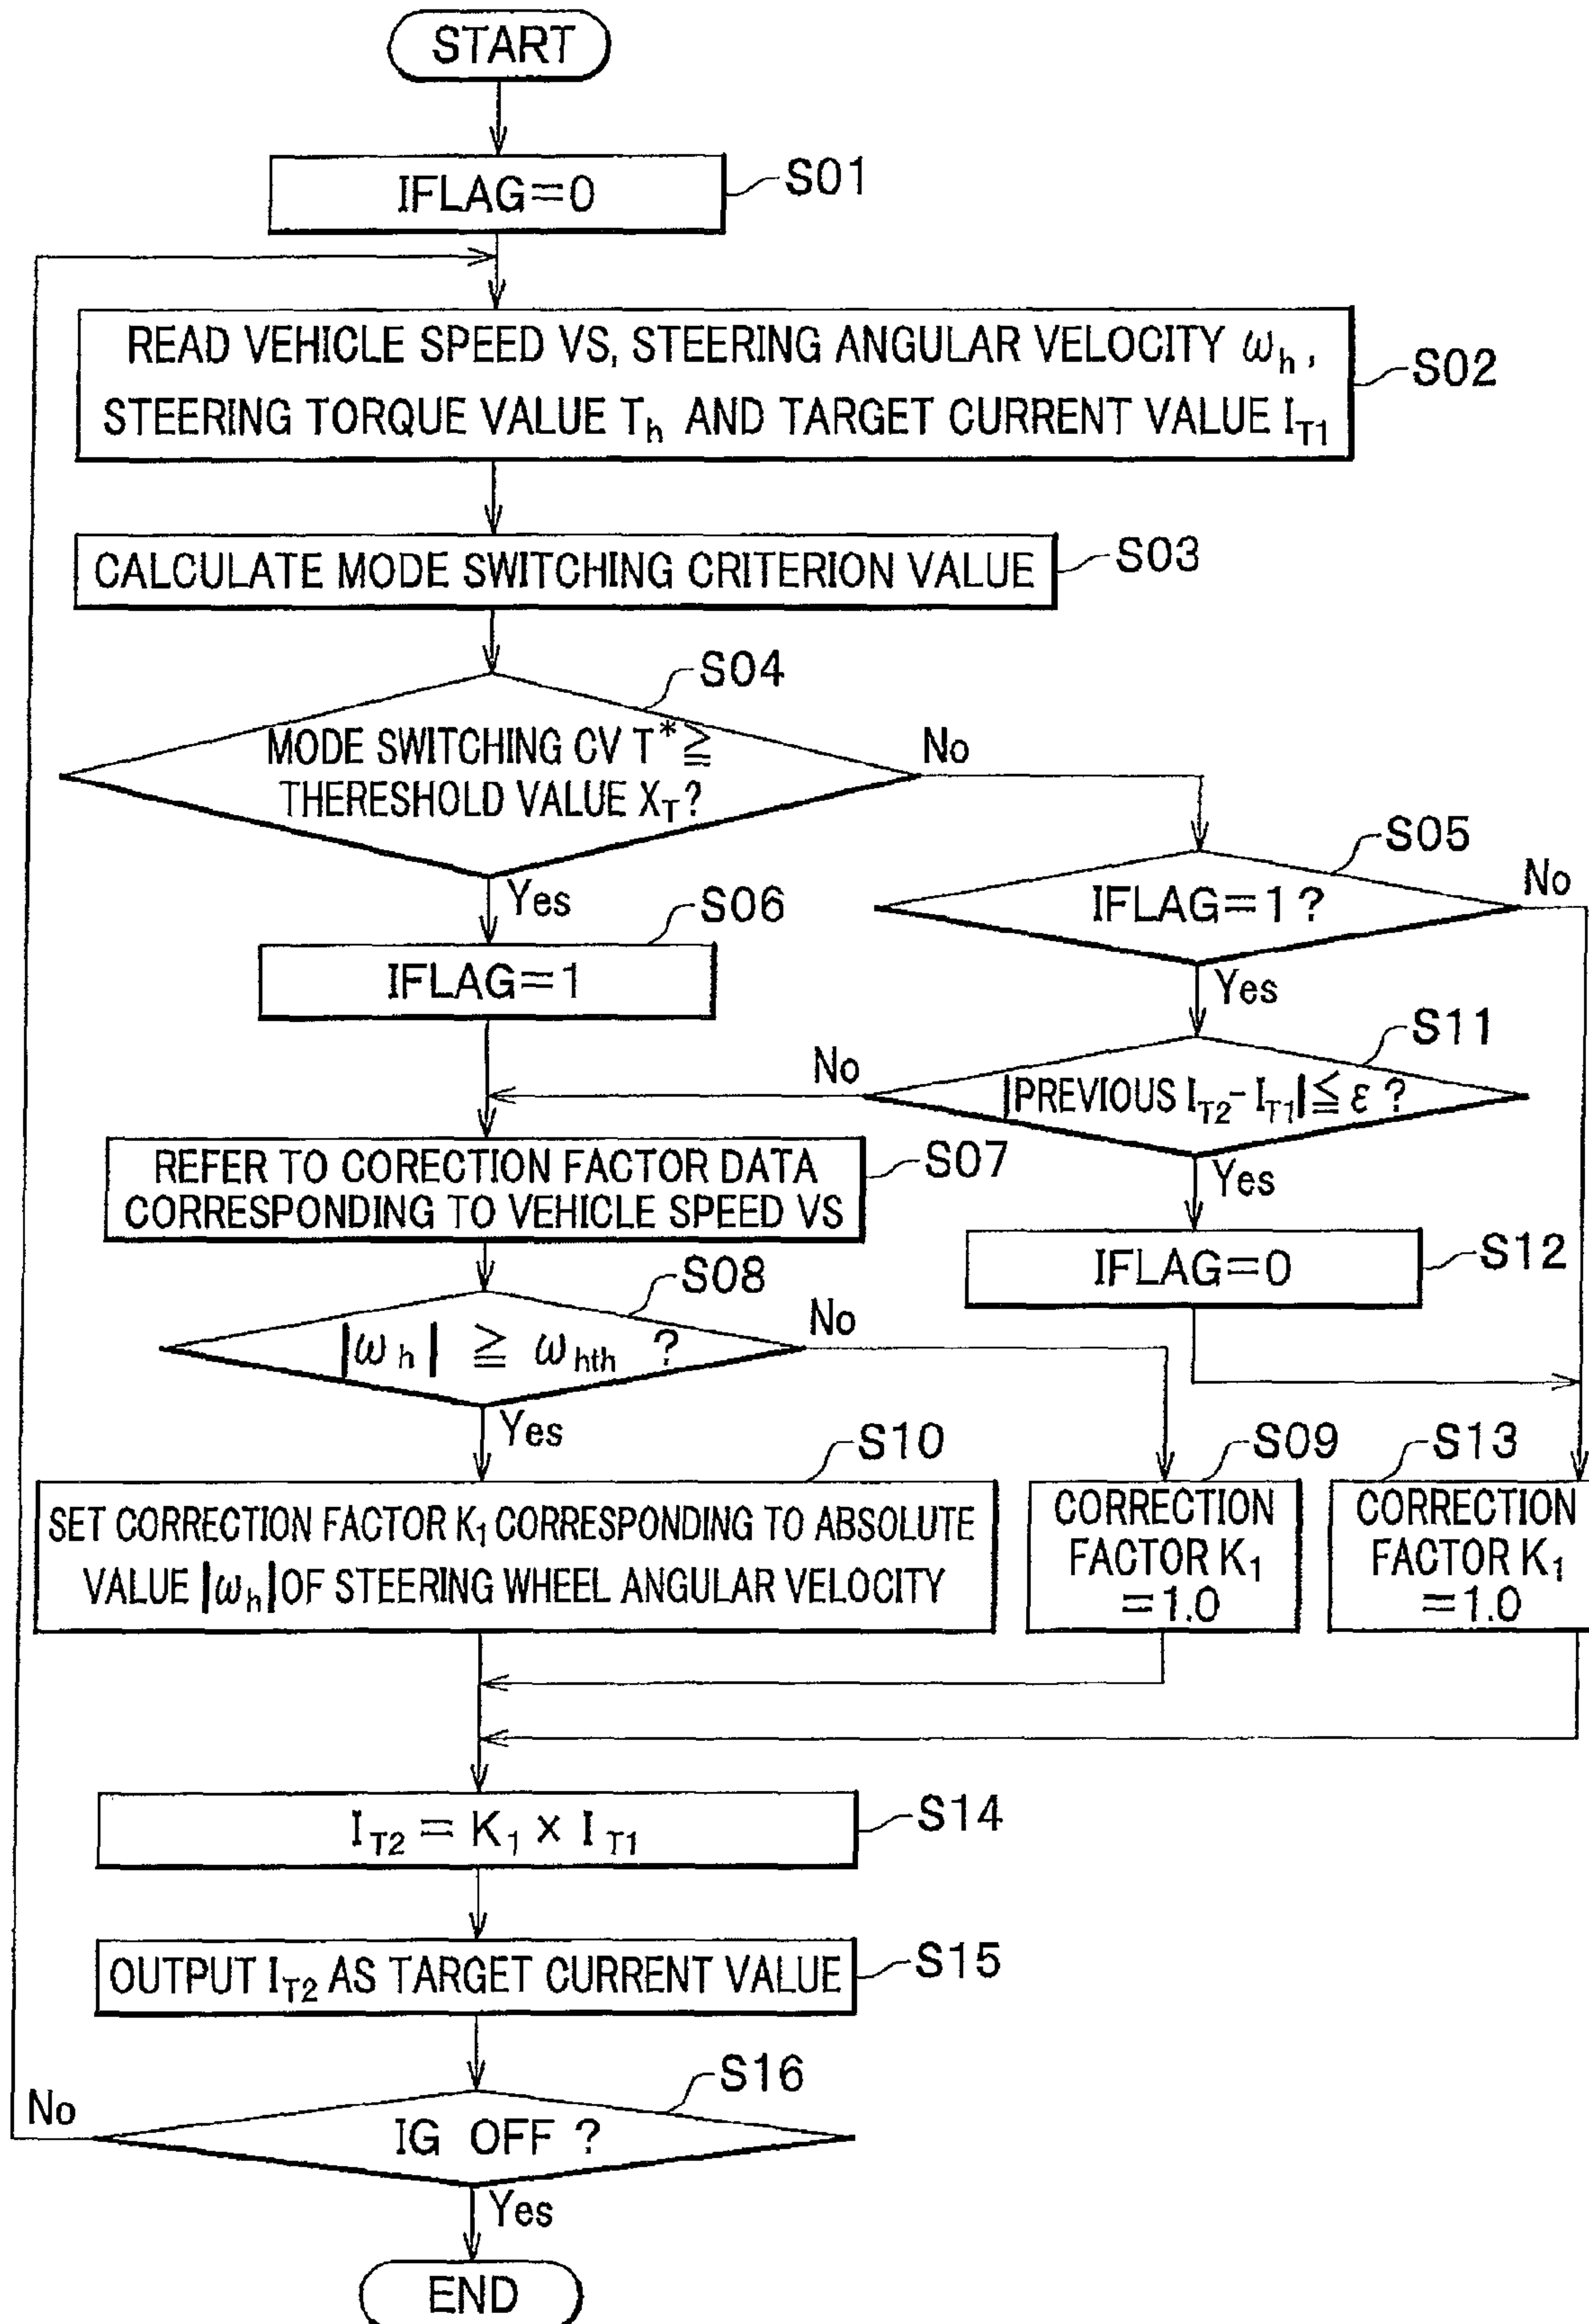 START
IFLAG=0
S01
READ VEHICLE SPEED VS, STEERING ANGULAR VELOCITY ωh,
STEERING TORQUE VALUE Th AND TARGET CURRENT VALUE IT1
S02
CALCULATE MODE SWITCHING CRITERION VALUE
S03
S04
MODE SWITCHING CV T*≧
THERESHOLD VALUE XT?
No
Yes
S05
IFLAG=1?
No
Yes
S06
IFLAG=1
S11
|PREVIOUS IT2-IT1|≦ε?
No
Yes
REFER TO CORECTION FACTOR DATA
CORRESPONDING TO VEHICLE SPEED VS
S07
IFLAG=0
S12
S08
|ωh| ≧ ωhth ?
No
Yes
S10
SET CORRECTION FACTOR K1 CORRESPONDING TO ABSOLUTE
VALUE |ωh| OF STEERING WHEEL ANGULAR VELOCITY
S09
CORRECTION
FACTOR K1
=1.0
S13
CORRECTION
FACTOR K1
=1.0
IT2 = K1 × IT1
S14
OUTPUT IT2 AS TARGET CURRENT VALUE
S15
S16
IG OFF ?
No
Yes
END